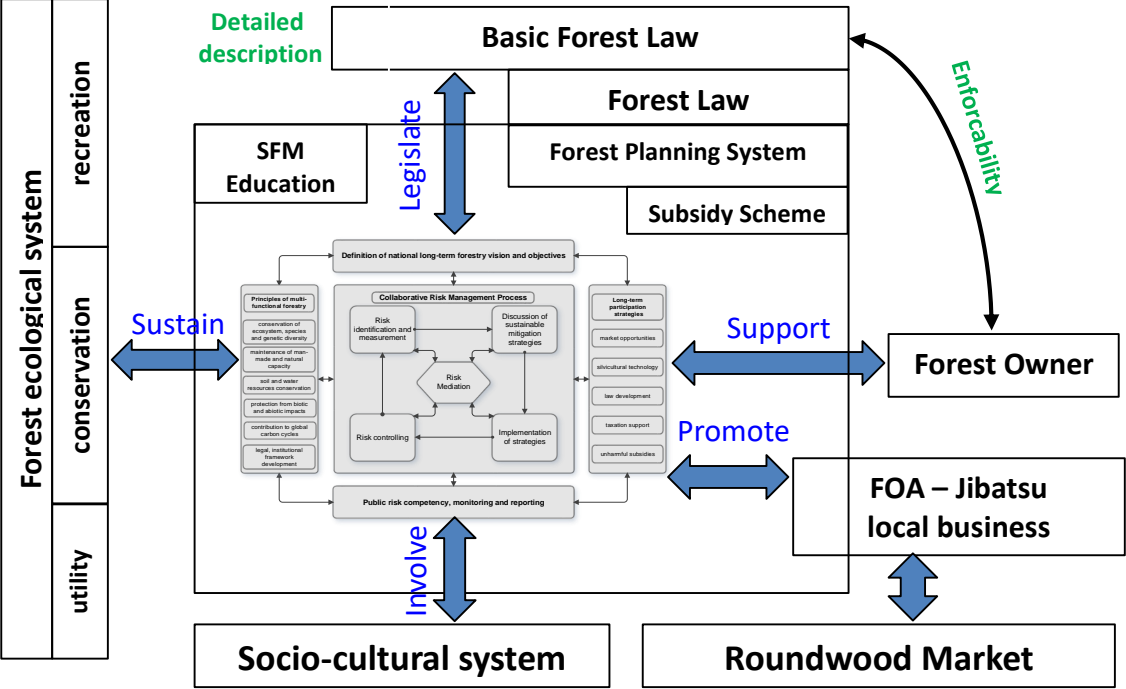 Forest ecological system
recreation
conservation
utility
Detailed
description
Basic Forest Law
Forest Law
Forest Planning System
Subsidy Scheme
SFM
Education
Legislate
Enforcability
Definition of national long-term forestry vision and objectives
Sustain
Principles of multi-
functional forestry
conservation of
ecosystem, species
and genetic diversity
maintenance of man-
made and natural
capacity
soil and water
resources conservation
protection from biotic
and abiotic impacts
contribution to global
carbon cycles
legal, institutional
framework
development
Collaborative Risk Management Process
Risk
identification and
measurement
Discussion of
sustainable
mitigation
strategies
Risk
Mediation
Risk controlling
Implementation
of strategies
Long-term
participation
strategies
market opportunities
silvicultural technology
law development
taxation support
unharmful subsidies
Public risk competency, monitoring and reporting
Support
Forest Owner
Promote
FOA – Jibatsu
local business
Involve
Socio-cultural system
Roundwood Market